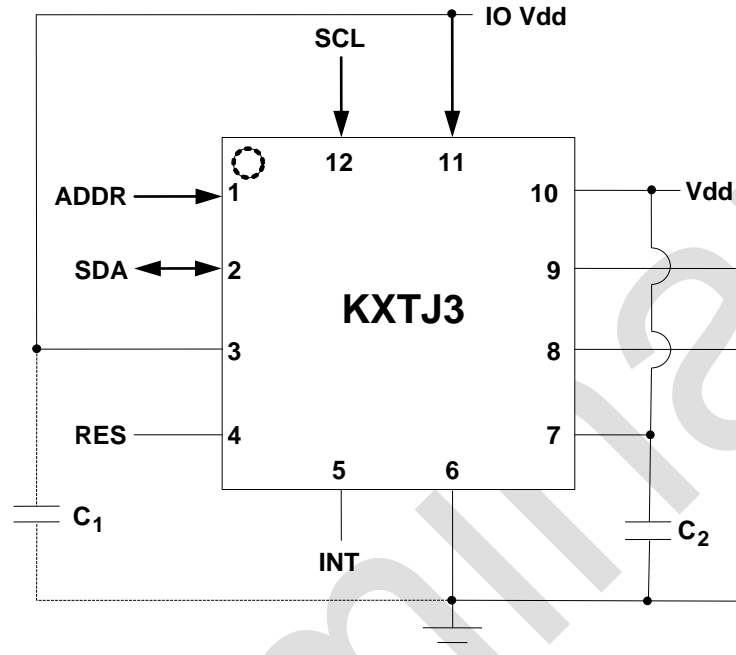 IO Vdd
SCL
12 11
ADDR 1 10 Vdd
SDA 2 9
KXTJ3
3 8
RES 4 7
5 6
C1 C2
INT